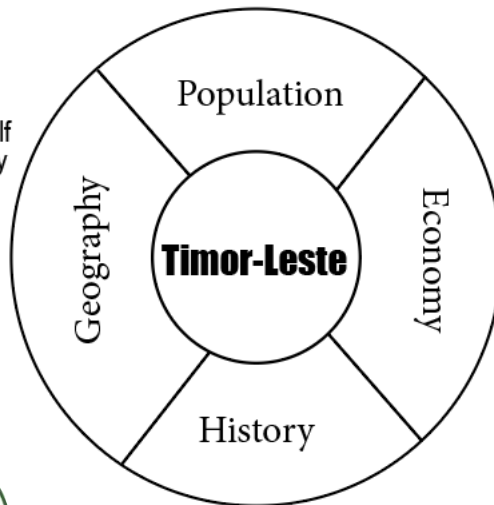 Population
Geography
Timor-Leste
Economy
History